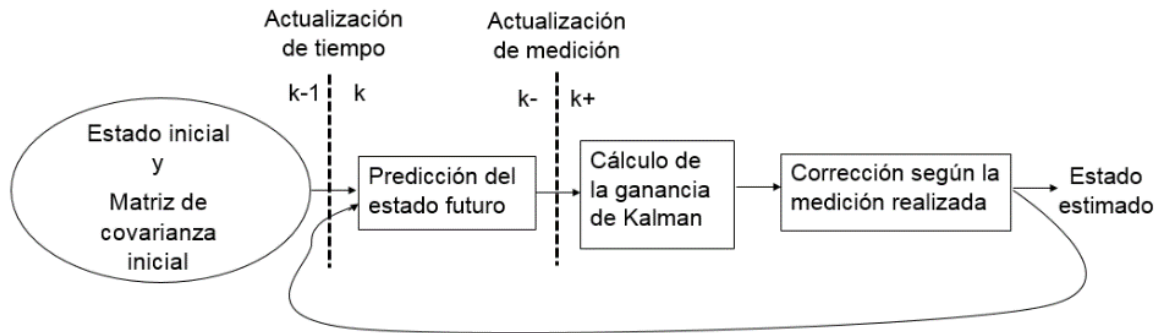 Actualización
de tiempo
k-1
k
Actualización
de medición
k-
k+
Estado inicial
y
Matriz de
covarianza
inicial
Predicción del
estado futuro
Cálculo de
la ganancia
de Kalman
Corrección según la
medición realizada
Estado
estimado